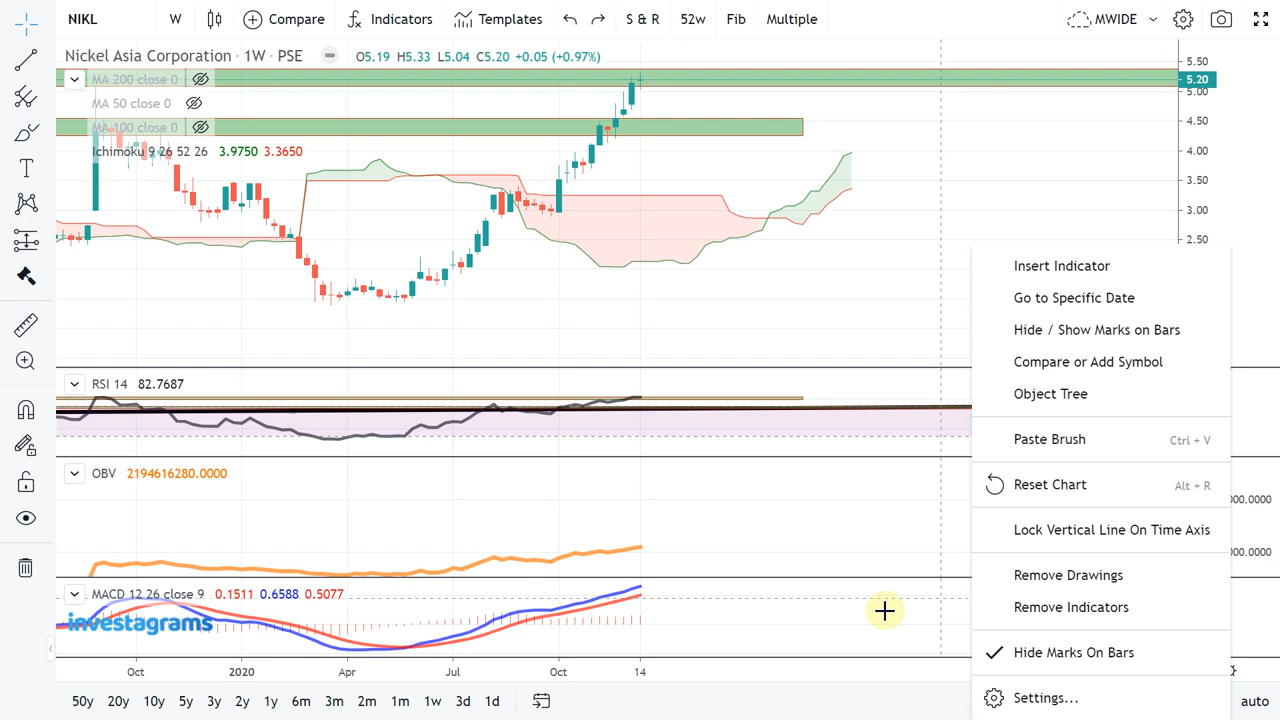 NIKL W Compare Indicators Templates S & R 52w Fib Multiple MWIDE
Nickel Asia Corporation · 1W · PSE O5.19 H5.33 L5.04 C5.20 +0.05 (+0.97%)
MA 200 close 0
MA 50 close 0
MA 100 close 0
Ichimoku 9 26 52 26 3.9750 3.3650
5.50
5.20
5.00
4.50
4.00
3.50
3.00
2.50
RSI 14 82.7687
OBV 2194616280.0000
000.0000
000.0000
MACD 12 26 close 9 0.1511 0.6588 0.5077
investagrams
Oct 2020 Apr Jul Oct 14
50y 20y 10y 5y 3y 2y 1y 6m 3m 2m 1m 1w 3d 1d
auto
Insert Indicator
Go to Specific Date
Hide / Show Marks on Bars
Compare or Add Symbol
Object Tree
Paste Brush Ctrl + V
Reset Chart Alt + R
Lock Vertical Line On Time Axis
Remove Drawings
Remove Indicators
Hide Marks On Bars
Settings...